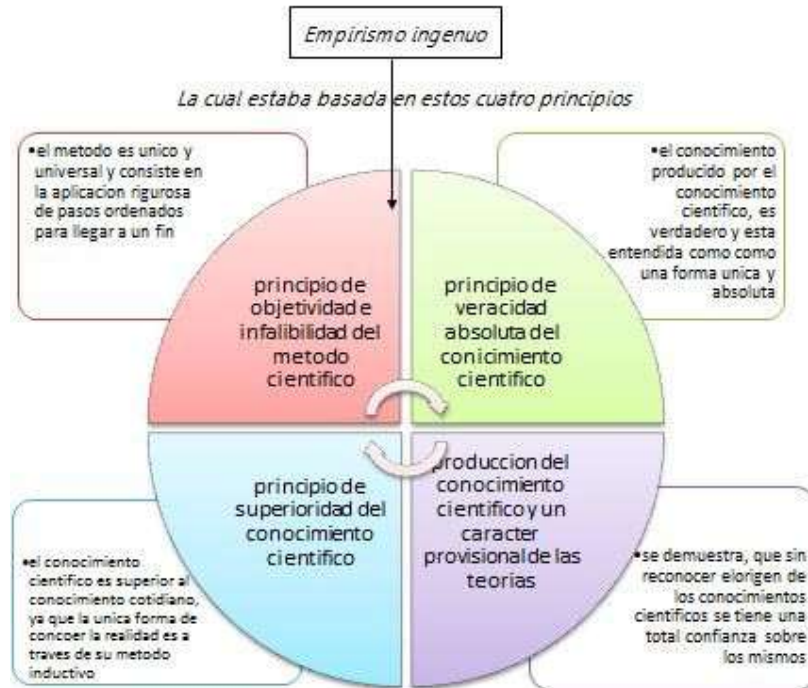 Empirismo ingenuo
La cual estaba basada en estos cuatro principios
•el metodo es unico y
universal y consiste en
la aplicacion rigurosa
de pasos ordenados
para llegar a un fin
•el conocimiento
producido por el
conocimiento
científico, es
verdadero y esta
entendida como como
una forma unica y
absoluta
principio de
objetividad e
infalibilidad del
metodo
cientifico
principio de
veracidad
absoluta del
conicimiento
cientifico
principio de
superioridad del
conocimiento
cientifico
produccion del
conocimiento
cientifico y un
caracter
provisional de las
teorias
•el conocimiento
cientifico es superior al
conocimiento cotidiano,
ya que la unica forma de
concoer la realidad es a
traves de su metodo
inductivo
•se demuestra, que sin
reconocer elorigen de
los conocimientos
cientificos se tiene una
total confianza sobre
los mismos